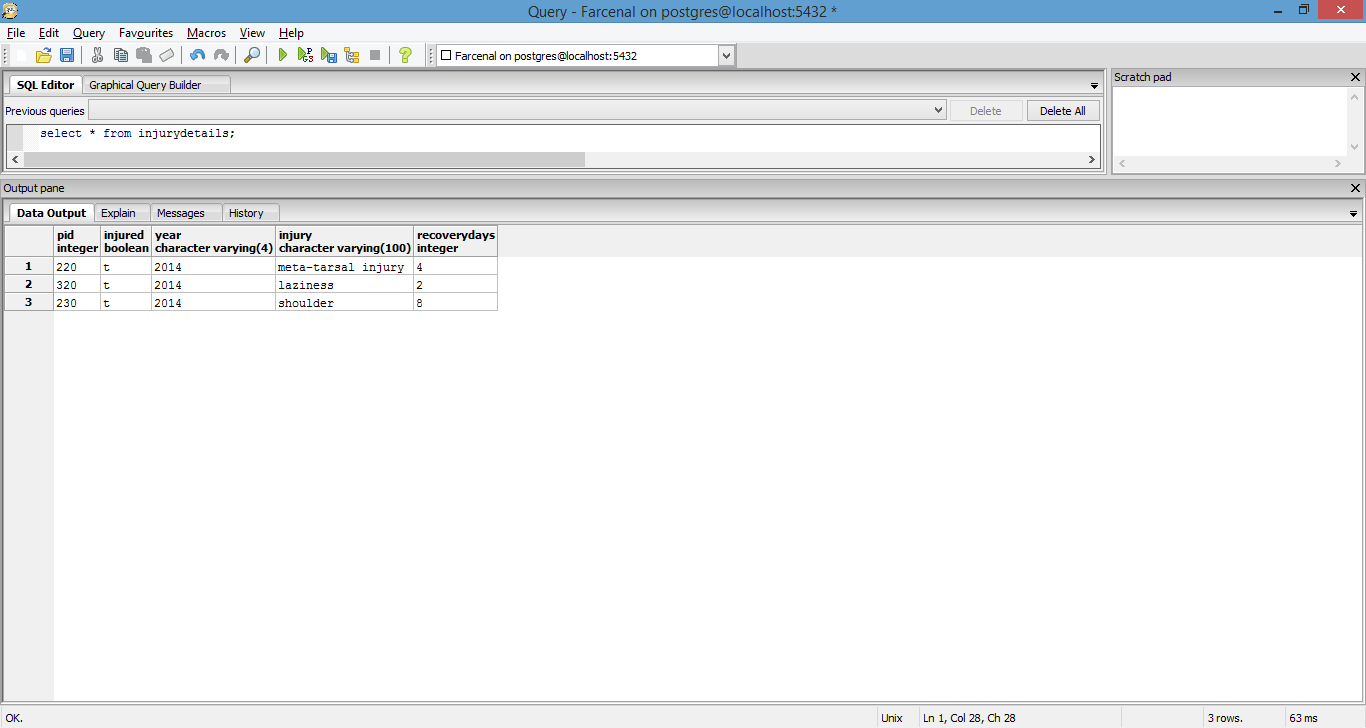 Query - Farcenal on postgres@localhost:5432 *
File Edit Query Favourites Macros View Help
Farcenal on postgres@localhost:5432
SQL Editor Graphical Query Builder Scratch pad
Previous queries Delete Delete All
select * from injurydetails;
Output pane
Data Output Explain Messages History
pid injured year injury recoverydays
integer boolean character varying(4) character varying(100) integer
1 220 t 2014 meta-tarsal injury 4
2 320 t 2014 laziness 2
3 230 t 2014 shoulder 8
OK. Unix Ln 1, Col 28, Ch 28 3 rows. 63 ms